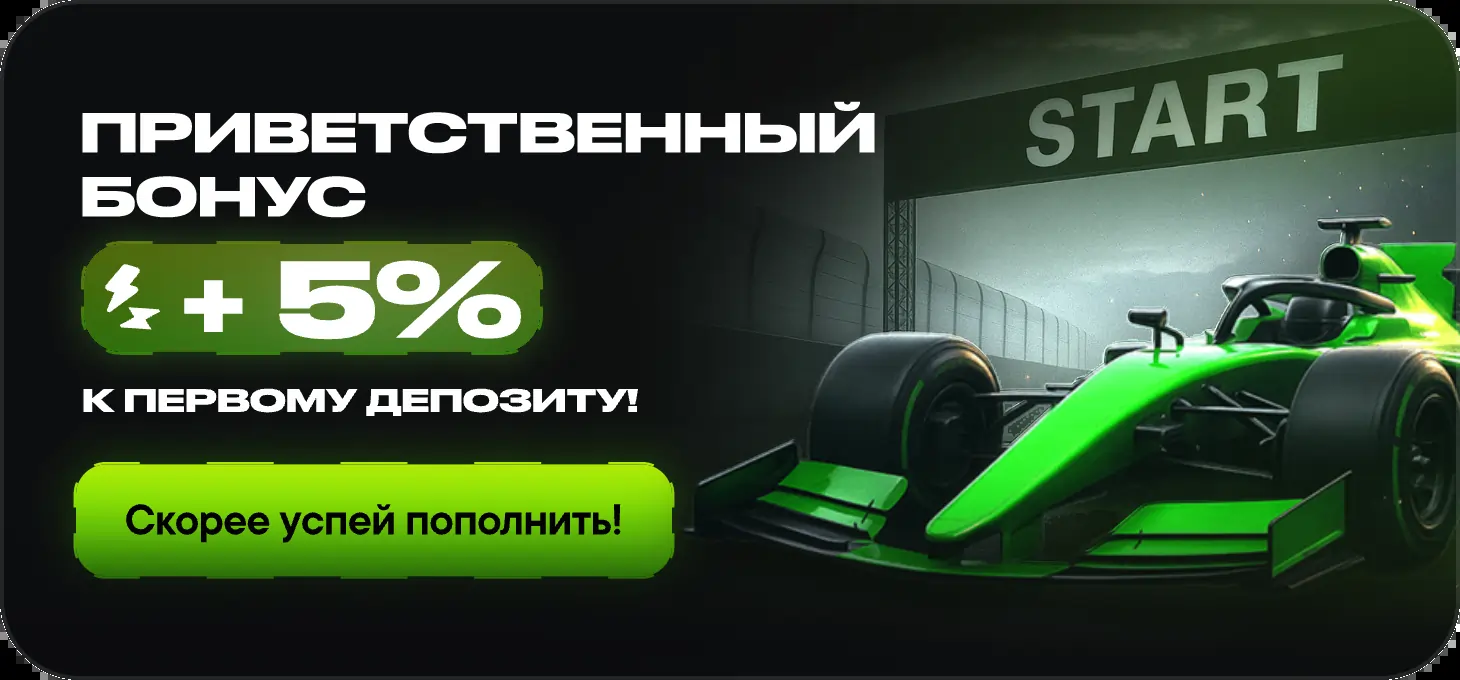 ПРИВЕТСТВЕННЫЙ
БОНУС
+ 5%
К ПЕРВОМУ ДЕПОЗИТУ!
Скорее успей пополнить!
START